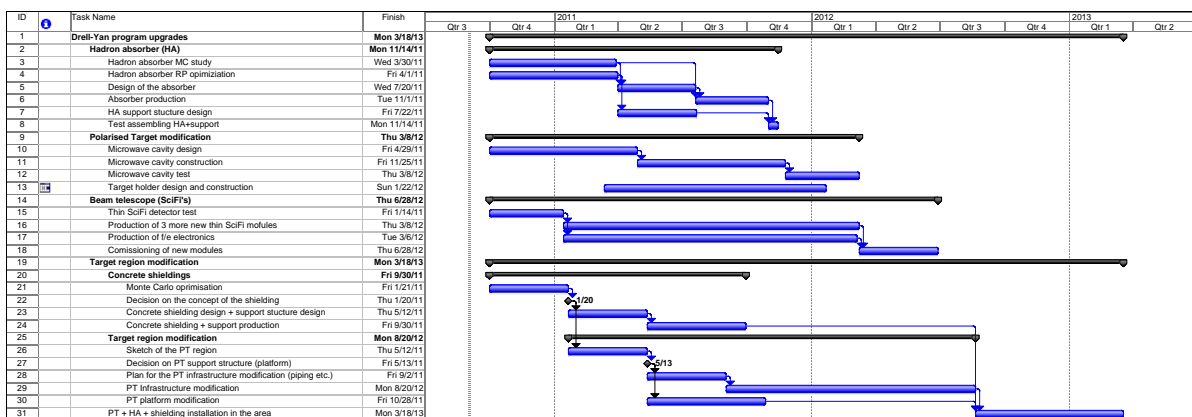 ID Task Name Finish 2011 2012 2013
Qtr 3 Qtr 4 Qtr 1 Qtr 2 Qtr 3 Qtr 4 Qtr 1 Qtr 2 Qtr 3 Qtr 4 Qtr 1 Qtr 2
1 Drell-Yan program upgrades Mon 3/18/13
2 Hadron absorber (HA) Mon 11/14/11
3 Hadron absorber MC study Wed 3/30/11
4 Hadron absorber RP opimiziation Fri 4/1/11
5 Design of the absorber Wed 7/20/11
6 Absorber production Tue 11/1/11
7 HA support stucture design Fri 7/22/11
8 Test assembling HA+support Mon 11/14/11
9 Polarised Target modification Thu 3/8/12
10 Microwave cavity design Fri 4/29/11
11 Microwave cavity construction Fri 11/25/11
12 Microwave cavity test Thu 3/8/12
13 Target holder design and construction Sun 1/22/12
14 Beam telescope (SciFi's) Thu 6/28/12
15 Thin SciFi detector test Fri 1/14/11
16 Production of 3 more new thin SciFi mofules Thu 3/8/12
17 Production of f/e electronics Tue 3/6/12
18 Comissioning of new modules Thu 6/28/12
19 Target region modification Mon 3/18/13
20 Concrete shieldings Fri 9/30/11
21 Monte Carlo oprimisation Fri 1/21/11
22 Decision on the concept of the shielding Thu 1/20/11 1/20
23 Concrete shielding design + support stucture design Thu 5/12/11
24 Concrete shielding + support production Fri 9/30/11
25 Target region modification Mon 8/20/12
26 Sketch of the PT region Thu 5/12/11
27 Decision on PT support structure (platform) Fri 5/13/11 5/13
28 Plan for the PT infrastructure modification (piping etc.) Fri 9/2/11
29 PT Infrastructure modification Mon 8/20/12
30 PT platform modification Fri 10/28/11
31 PT + HA + shielding installation in the area Mon 3/18/13